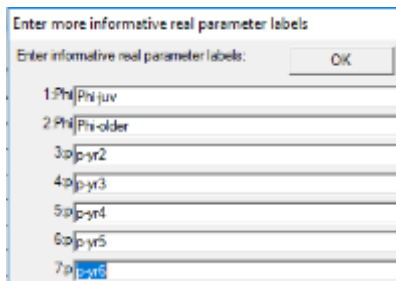 Enter more informative real parameter labels
Enter informative real parameter labels:	OK
1:Phi Phi-juv
2:Phi Phi-older
3:p p-yr2
4:p p-yr3
5:p p-yr4
6:p p-yr5
7:p p-yr6